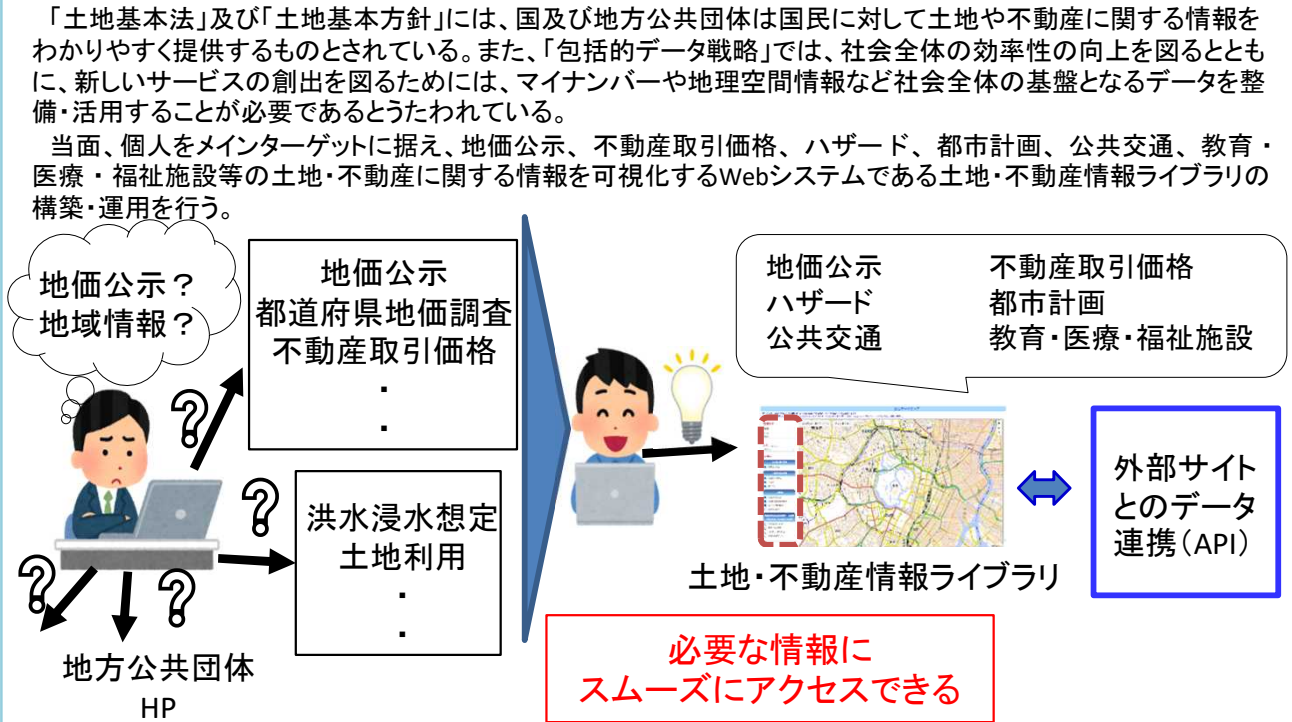 「土地基本法」及び「土地基本方針」には、国及び地方公共団体は国民に対して土地や不動産に関する情報を
わかりやすく提供するものとされている。また、「包括的データ戦略」では、社会全体の効率性の向上を図るととも
に、新しいサービスの創出を図るためには、マイナンバーや地理空間情報など社会全体の基盤となるデータを整
備・活用することが必要であるとうたわれている。
当面、個人をメインターゲットに据え、地価公示、不動産取引価格、ハザード、都市計画、公共交通、教育・
医療・福祉施設等の土地・不動産に関する情報を可視化するWebシステムである土地・不動産情報ライブラリの
構築・運用を行う。
地価公示？
地域情報？
地価公示
都道府県地価調査
不動産取引価格
・
・
洪水浸水想定
土地利用
・
・
地方公共団体
HP
地価公示 不動産取引価格
ハザード 都市計画
公共交通 教育・医療・福祉施設
土地・不動産情報ライブラリ
外部サイト
とのデータ
連携（API）
必要な情報に
スムーズにアクセスできる